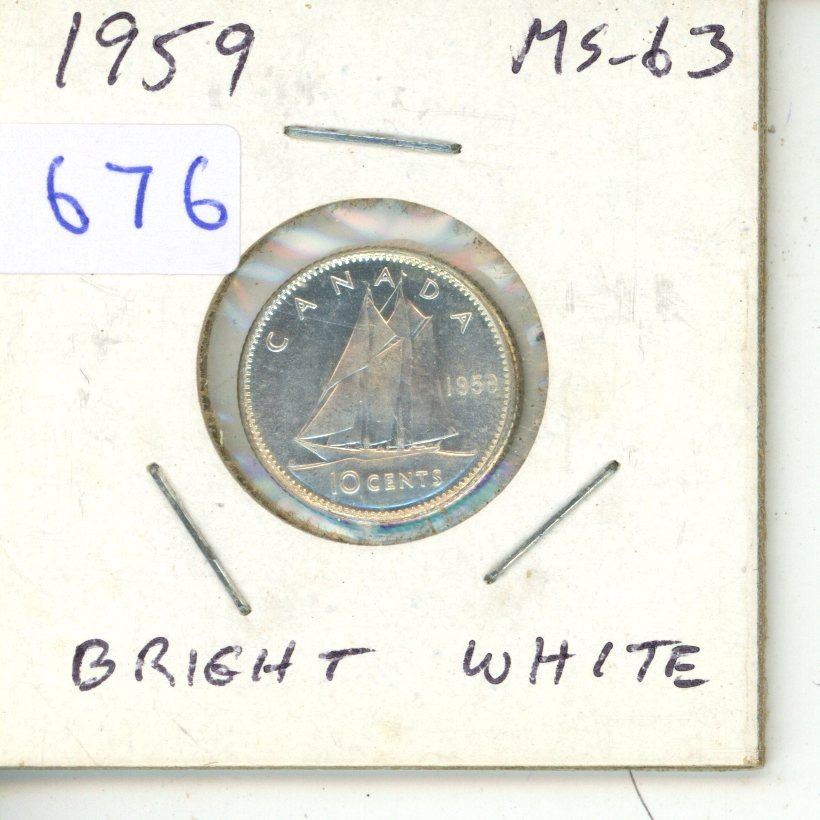 1959 MS-63
676
CANADA
1959
10 CENTS
BRIGHT WHITE